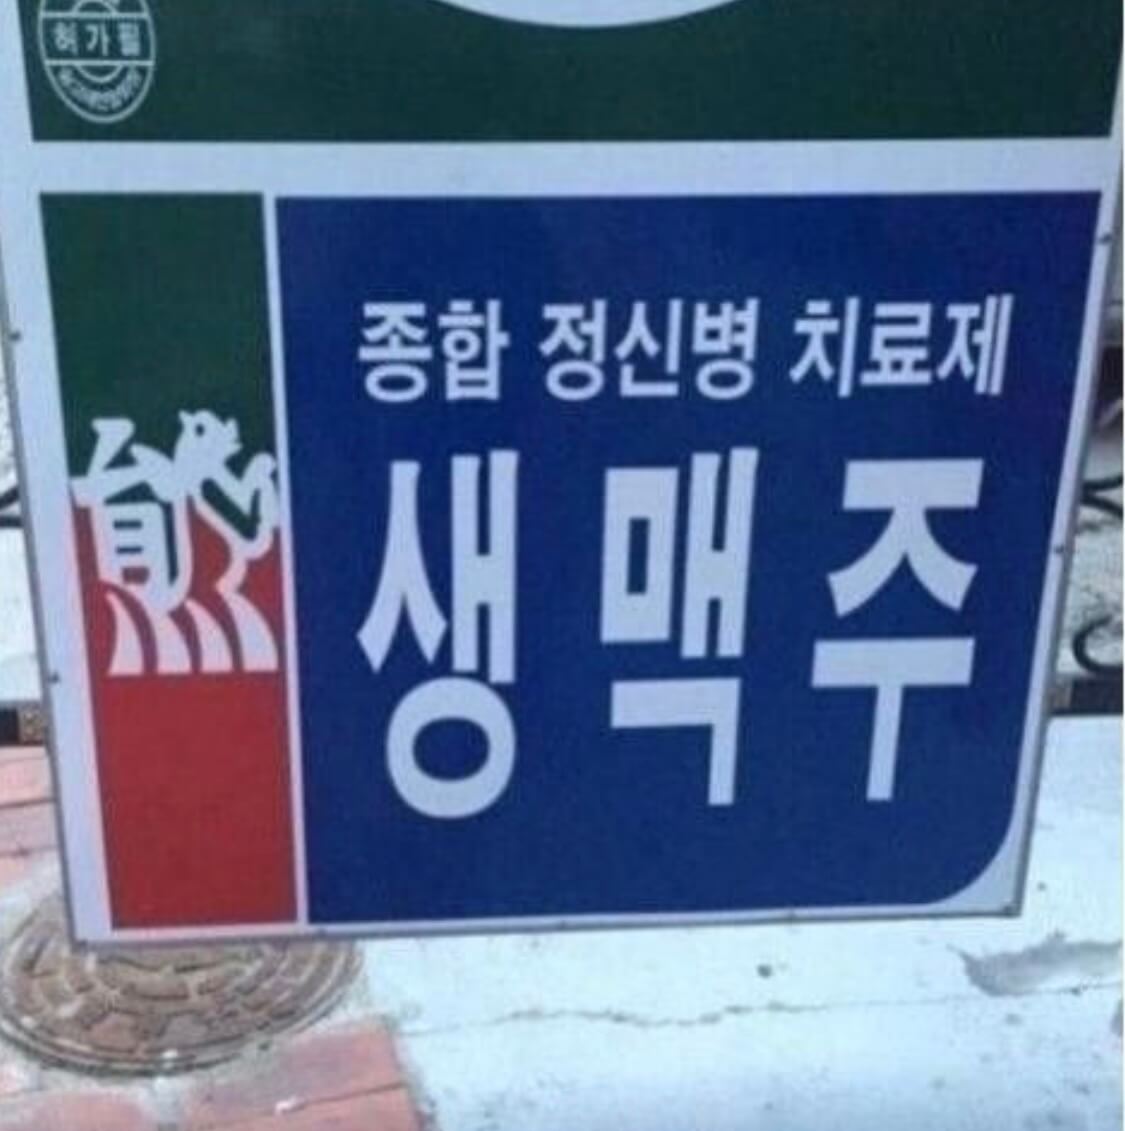 허가필
종합 정신병 치료제
생맥주